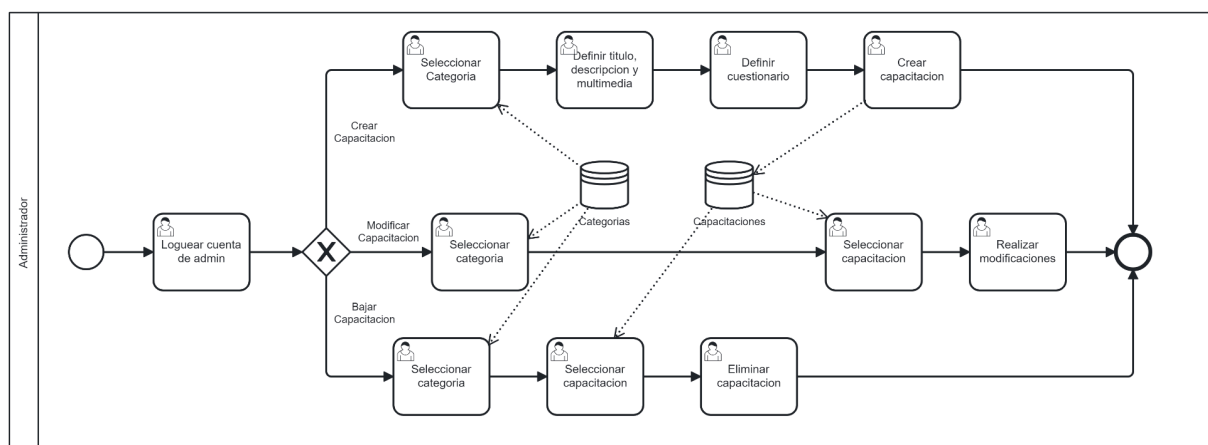 Administrador
Seleccionar
Categoria
Definir titulo,
descripcion y
multimedia
Definir
cuestionario
Crear
capacitacion
Crear
Capacitacion
Categorias
Capacitaciones
Loguear cuenta
de admin
Modificar
Capacitacion
Seleccionar
categoria
Seleccionar
capacitacion
Realizar
modificaciones
Bajar
Capacitacion
Seleccionar
categoria
Seleccionar
capacitacion
Eliminar
capacitacion